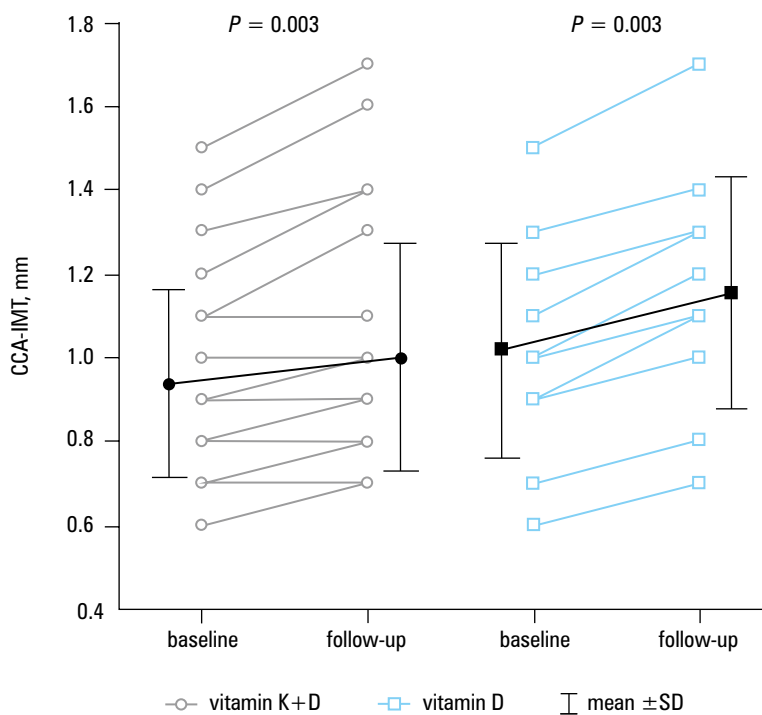 P = 0.003
P = 0.003
CCA-IMT, mm
1.8
1.6
1.4
1.2
1.0
0.8
0.6
0.4
baseline
follow-up
baseline
follow-up
vitamin K+D
vitamin D
mean ±SD